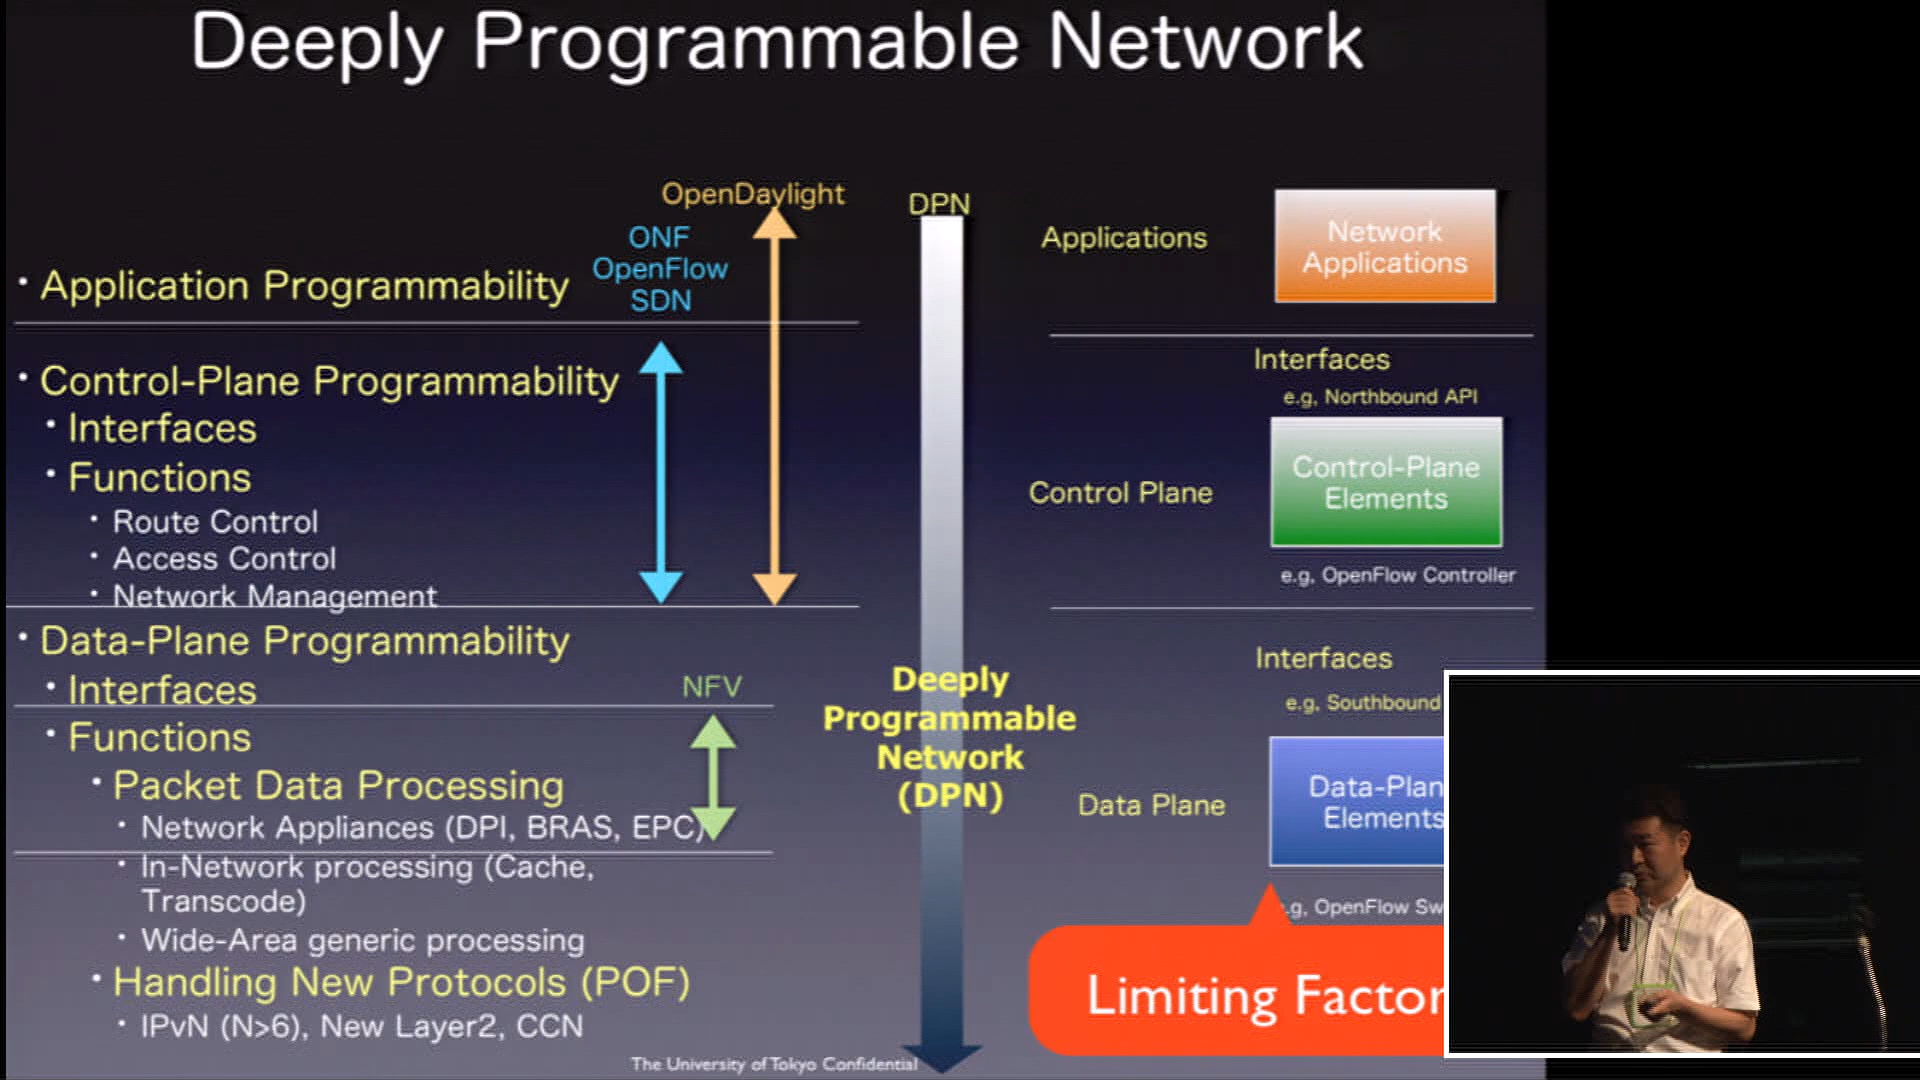 Deeply Programmable Network
OpenDaylight
DPN
ONF
OpenFlow
SDN
• Application Programmability
• Control-Plane Programmability
• Interfaces
• Functions
• Route Control
• Access Control
• Network Management
• Data-Plane Programmability
• Interfaces
NFV
• Functions
• Packet Data Processing
• Network Appliances (DPI, BRAS, EPC)
• In-Network processing (Cache,
Transcode)
• Wide-Area generic processing
• Handling New Protocols (POF)
• IPvN (N>6), New Layer2, CCN
Deeply
Programmable
Network
(DPN)
Applications
Network
Applications
Interfaces
e.g, Northbound API
Control Plane
Control-Plane
Elements
e.g, OpenFlow Controller
Interfaces
e.g, Southbound
Data Plane
Data-Plan
Elements
.g, OpenFlow Sw
Limiting Factor
The University of Tokyo Confidential